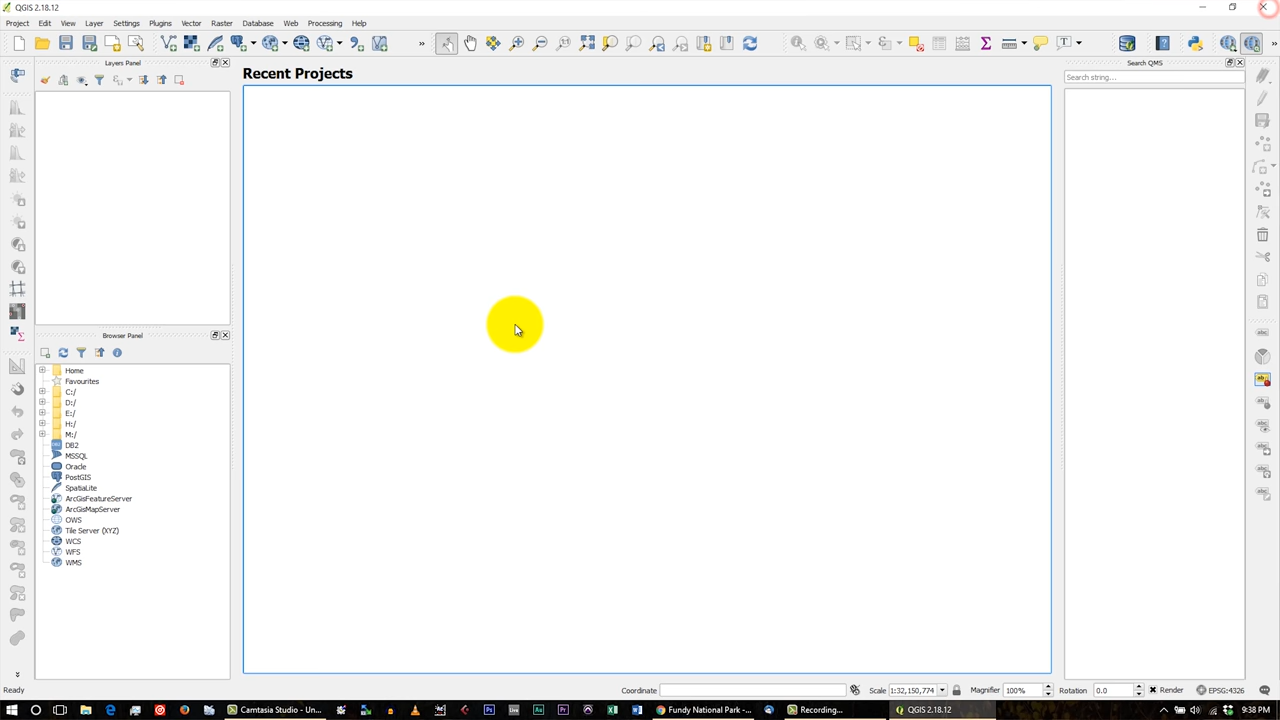 QGIS 2.18.12
Project Edit View Layer Settings Plugins Vector Raster Database Web Processing Help
Layers Panel
Recent Projects
Search QMS
Search string...
Browser Panel
Home
Favourites
C:/
D:/
E:/
H:/
M:/
DB2
MSSQL
Oracle
PostGIS
SpatiaLite
ArcGisFeatureServer
ArcGisMapServer
OWS
Tile Server (XYZ)
WCS
WFS
WMS
Ready
Coordinate
Scale 1:32,150,774
Magnifier 100%
Rotation 0.0
Render
EPSG:4326
Camtasia Studio - Un...
Fundy National Park -...
Recording...
QGIS 2.18.12
9:38 PM